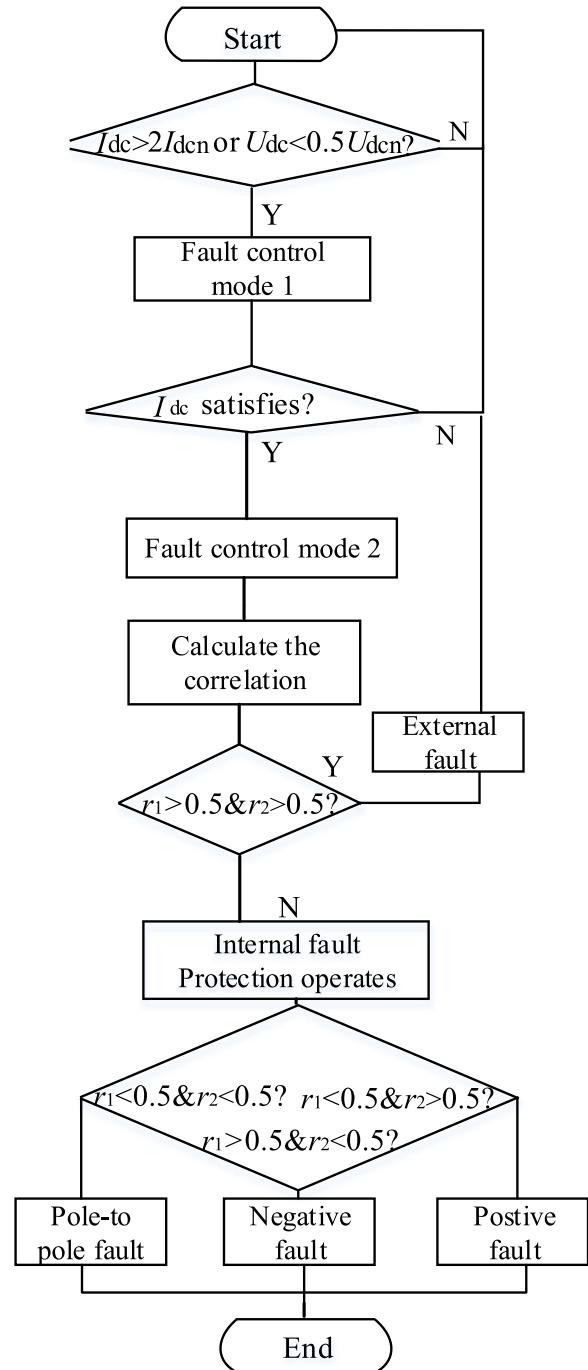 Start
Idc>2Idcn or Udc<0.5Udcn?
N
Y
Fault control
mode 1
Idc satisfies?
N
Y
Fault control mode 2
Calculate the
correlation
External
fault
Y
r1>0.5&r2>0.5?
N
Internal fault
Protection operates
r1<0.5&r2<0.5? r1<0.5&r2>0.5?
r1>0.5&r2<0.5?
Pole-to
pole fault
Negative
fault
Postive
fault
End